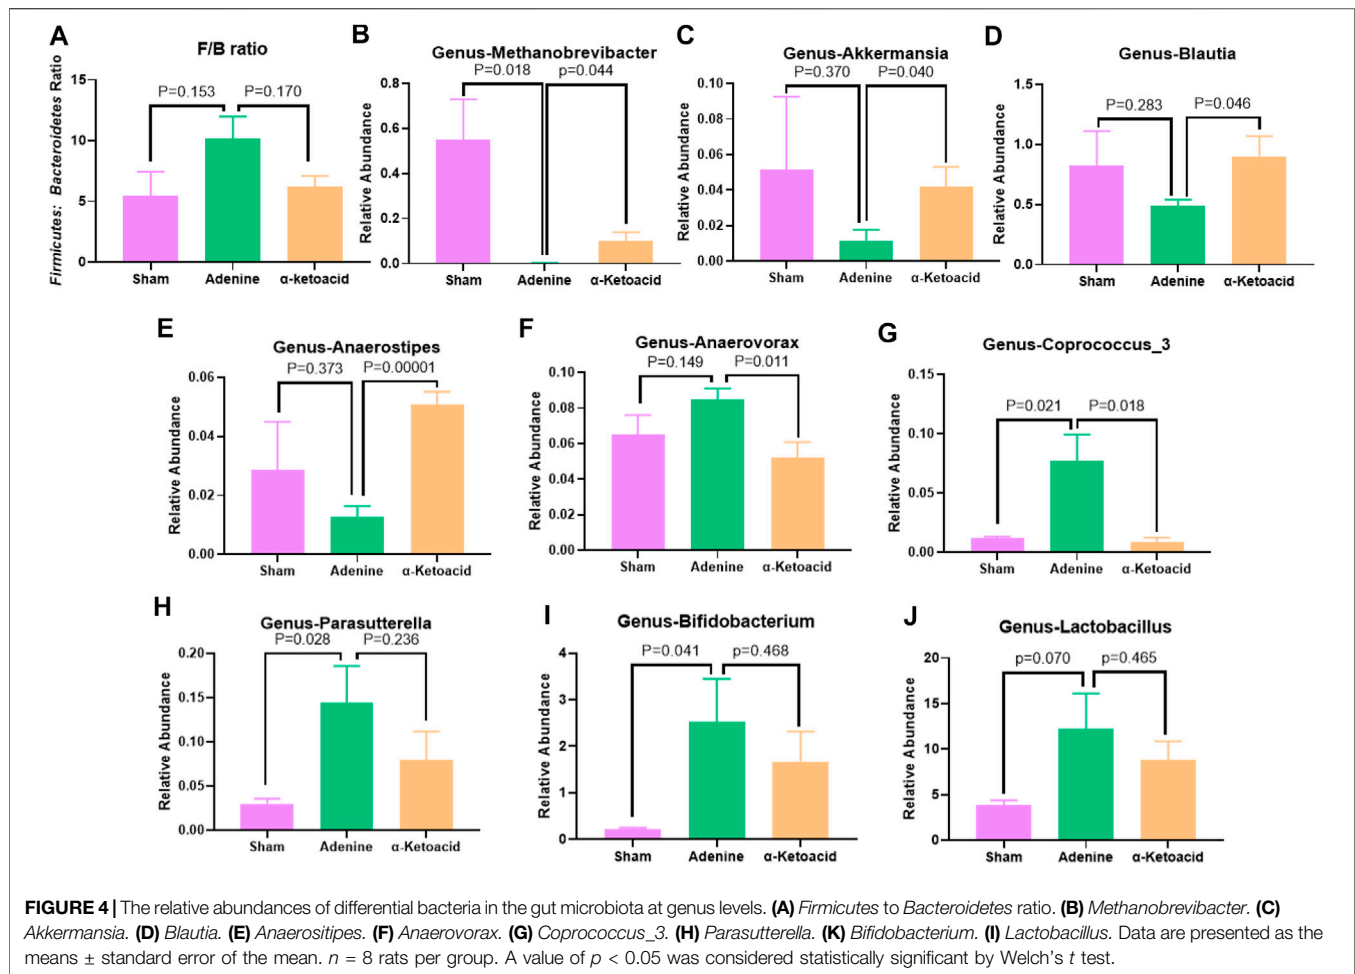 A
F/B ratio
P=0.153
P=0.170
Firmicutes: Bacteroidetes Ratio
15
10
5
0
Sham
Adenine
α-ketoacid
B
Genus-Methanobrevibacter
P=0.018
p=0.044
Relative Abundance
0.8
0.6
0.4
0.2
0.0
Sham
Adenine
α-Ketoacid
C
Genus-Akkermansia
P=0.370
P=0.040
Relative Abundance
0.10
0.08
0.06
0.04
0.02
0.00
Sham
Adenine
α-Ketoacid
D
Genus-Blautia
P=0.283
P=0.046
Relative Abundance
1.5
1.0
0.5
0.0
Sham
Adenine
α-Ketoacid
E
Genus-Anaerostipes
P=0.373
P=0.00001
Relative Abundance
0.06
0.04
0.02
0.00
Sham
Adenine
α-Ketoacid
F
Genus-Anaerovorax
P=0.149
P=0.011
Relative Abundance
0.10
0.08
0.06
0.04
0.02
0.00
Sham
Adenine
α-Ketoacid
G
Genus-Coprococcus_3
P=0.021
P=0.018
Relative Abundance
0.15
0.10
0.05
0.00
Sham
Adenine
α-Ketoacid
H
Genus-Parasutterella
P=0.028
P=0.236
Relative Abundance
0.20
0.15
0.10
0.05
0.00
Sham
Adenine
α-Ketoacid
I
Genus-Bifidobacterium
P=0.041
p=0.468
Relative Abundance
4
3
2
1
0
Sham
Adenine
α-Ketoacid
J
Genus-Lactobacillus
p=0.070
p=0.465
Relative Abundance
20
15
10
5
0
Sham
Adenine
α-Ketoacid
FIGURE 4 | The relative abundances of differential bacteria in the gut microbiota at genus levels. (A) Firmicutes to Bacteroidetes ratio. (B) Methanobrevibacter. (C)
Akkermansia. (D) Blautia. (E) Anaerositipes. (F) Anaerovorax. (G) Coprococcus_3. (H) Parasutterella. (K) Bifidobacterium. (I) Lactobacillus. Data are presented as the
means ± standard error of the mean. n = 8 rats per group. A value of p < 0.05 was considered statistically significant by Welch's t test.